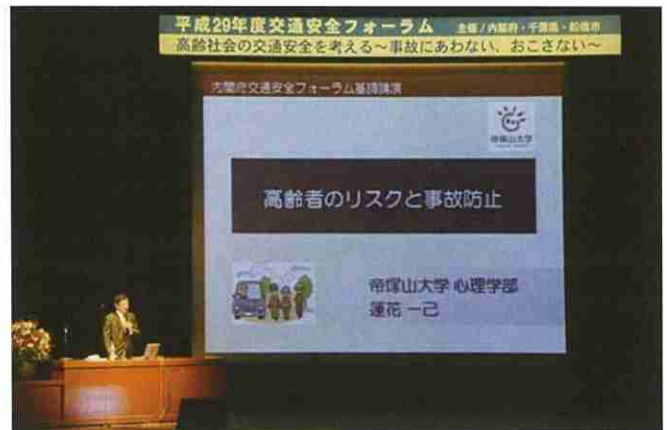 平成29年度交通安全フォーラム 主催/内閣府・千葉県・船橋市
高齢社会の交通安全を考える～事故にあわない、おこさない～
内閣府交通安全フォーラム基調講演
帝塚山大学
高齢者のリスクと事故防止
帝塚山大学 心理学部
蓮花 一己